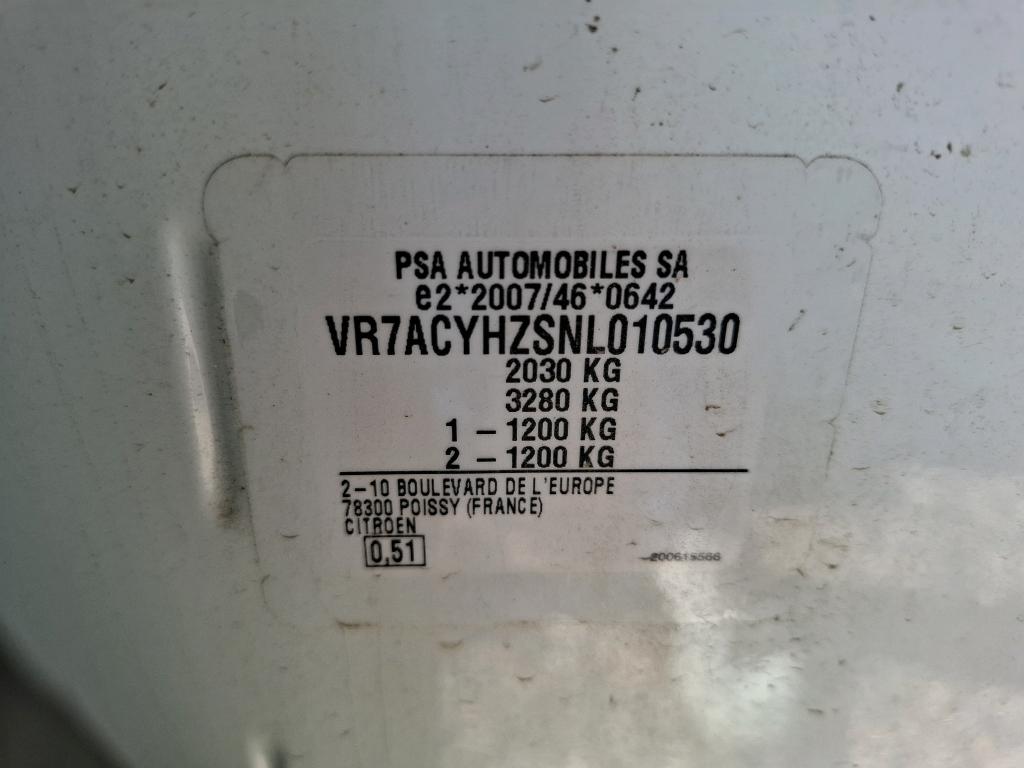 PSA AUTOMOBILES SA
e2*2007/46*0642
VR7ACYHZSNL010530
2030 KG
3280 KG
1 - 1200 KG
2 - 1200 KG
2-10 BOULEVARD DE L'EUROPE
78300 POISSY (FRANCE)
CITROEN
0,51